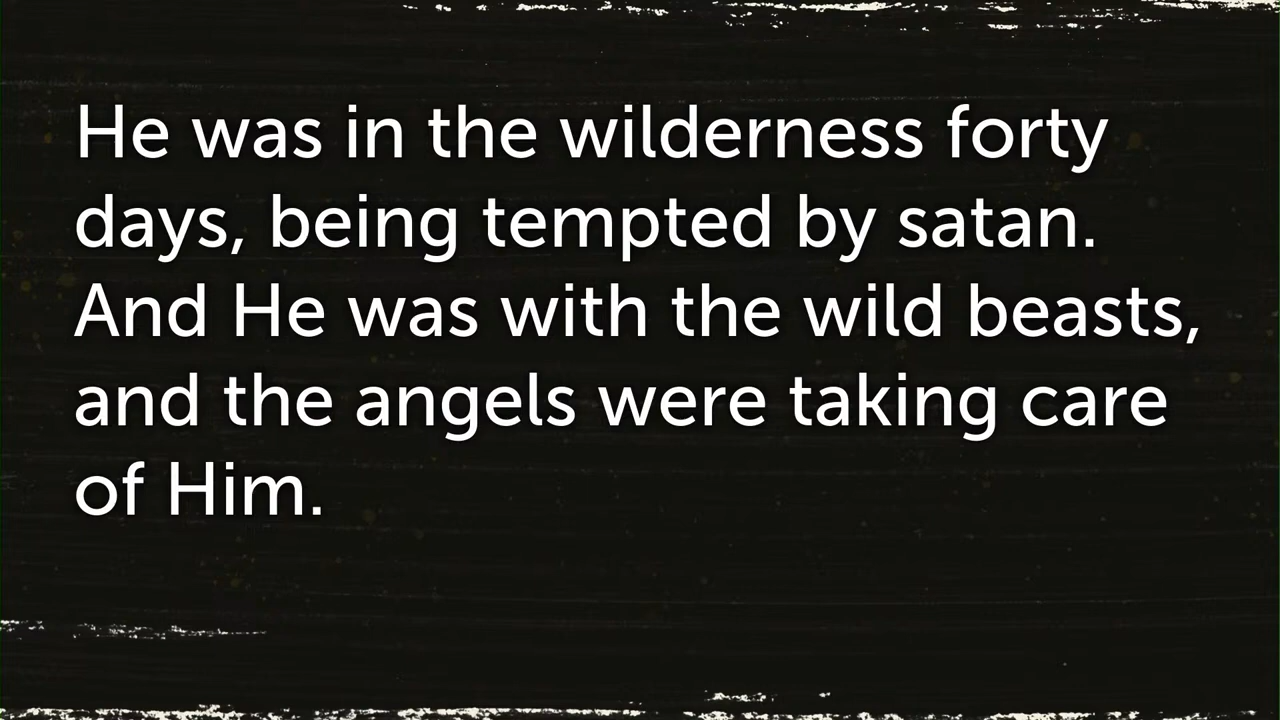 He was in the wilderness forty
days, being tempted by satan.
And He was with the wild beasts,
and the angels were taking care
of Him.